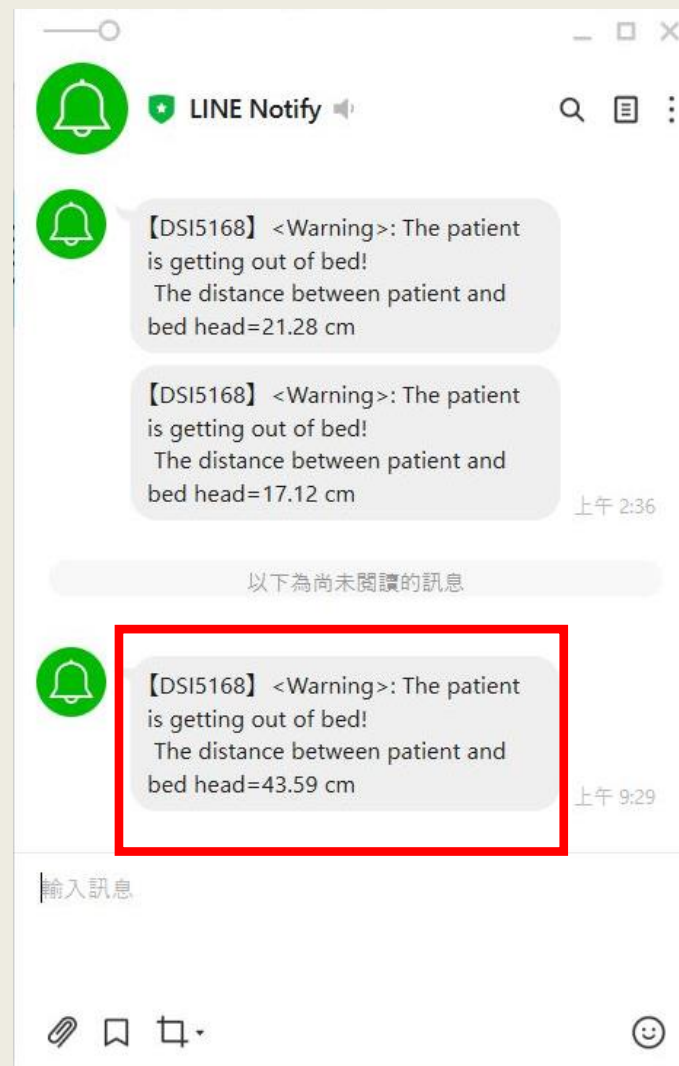 LINE Notify
【DSI5168】 <Warning>: The patient
is getting out of bed!
The distance between patient and
bed head=21.28 cm
【DSI5168】 <Warning>: The patient
is getting out of bed!
The distance between patient and
bed head=17.12 cm
上午 2:36
以下為尚未閱讀的訊息
【DSI5168】 <Warning>: The patient
is getting out of bed!
The distance between patient and
bed head=43.59 cm
上午 9:29
輸入訊息